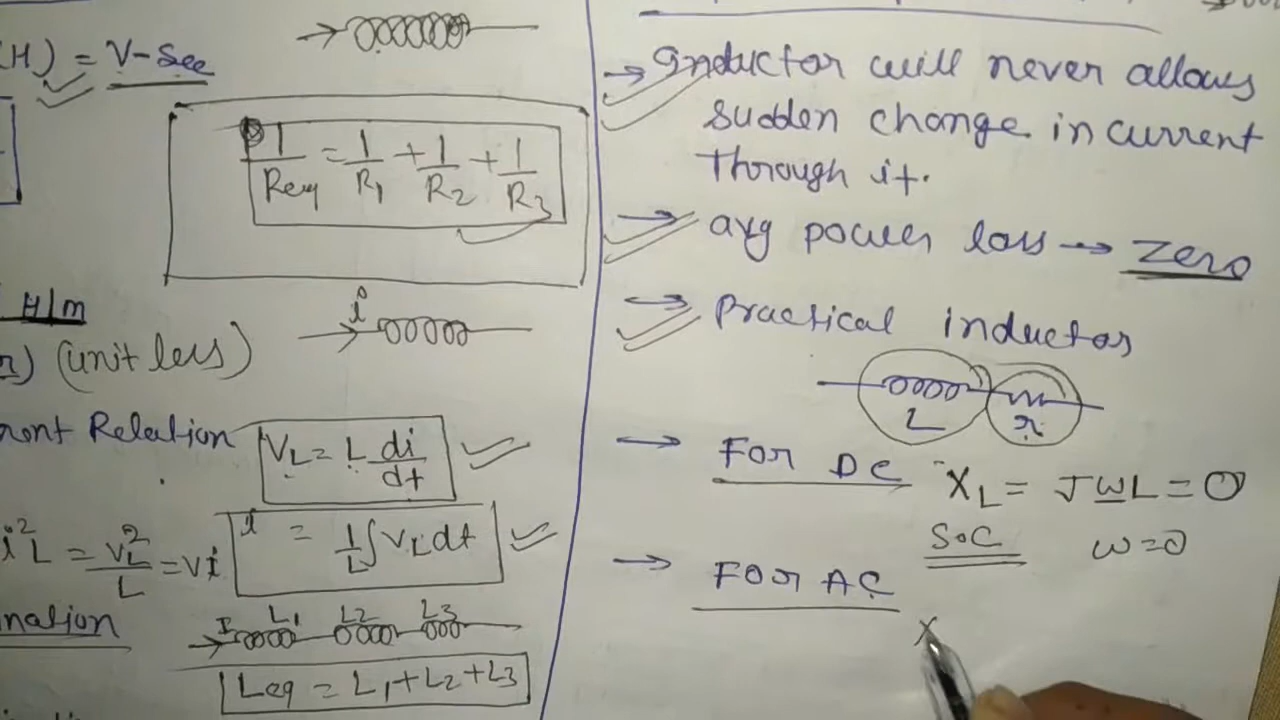 (H) = V-Sec
1/Req = 1/R1 + 1/R2 + 1/R3
H/m
(unit less)
i
Relation
VL = L di/dt
i = 1/L ∫ VL dt
i²L = VL²/L = Vi
nation
I L1 L2 L3
Leq = L1+L2+L3
→ Inductor will never allows
sudden change in current
Through it.
→ avg power loss → Zero
→ Practical inductor
L r
→ For DC XL = JωL = 0
S.C ω=0
→ For AC
X